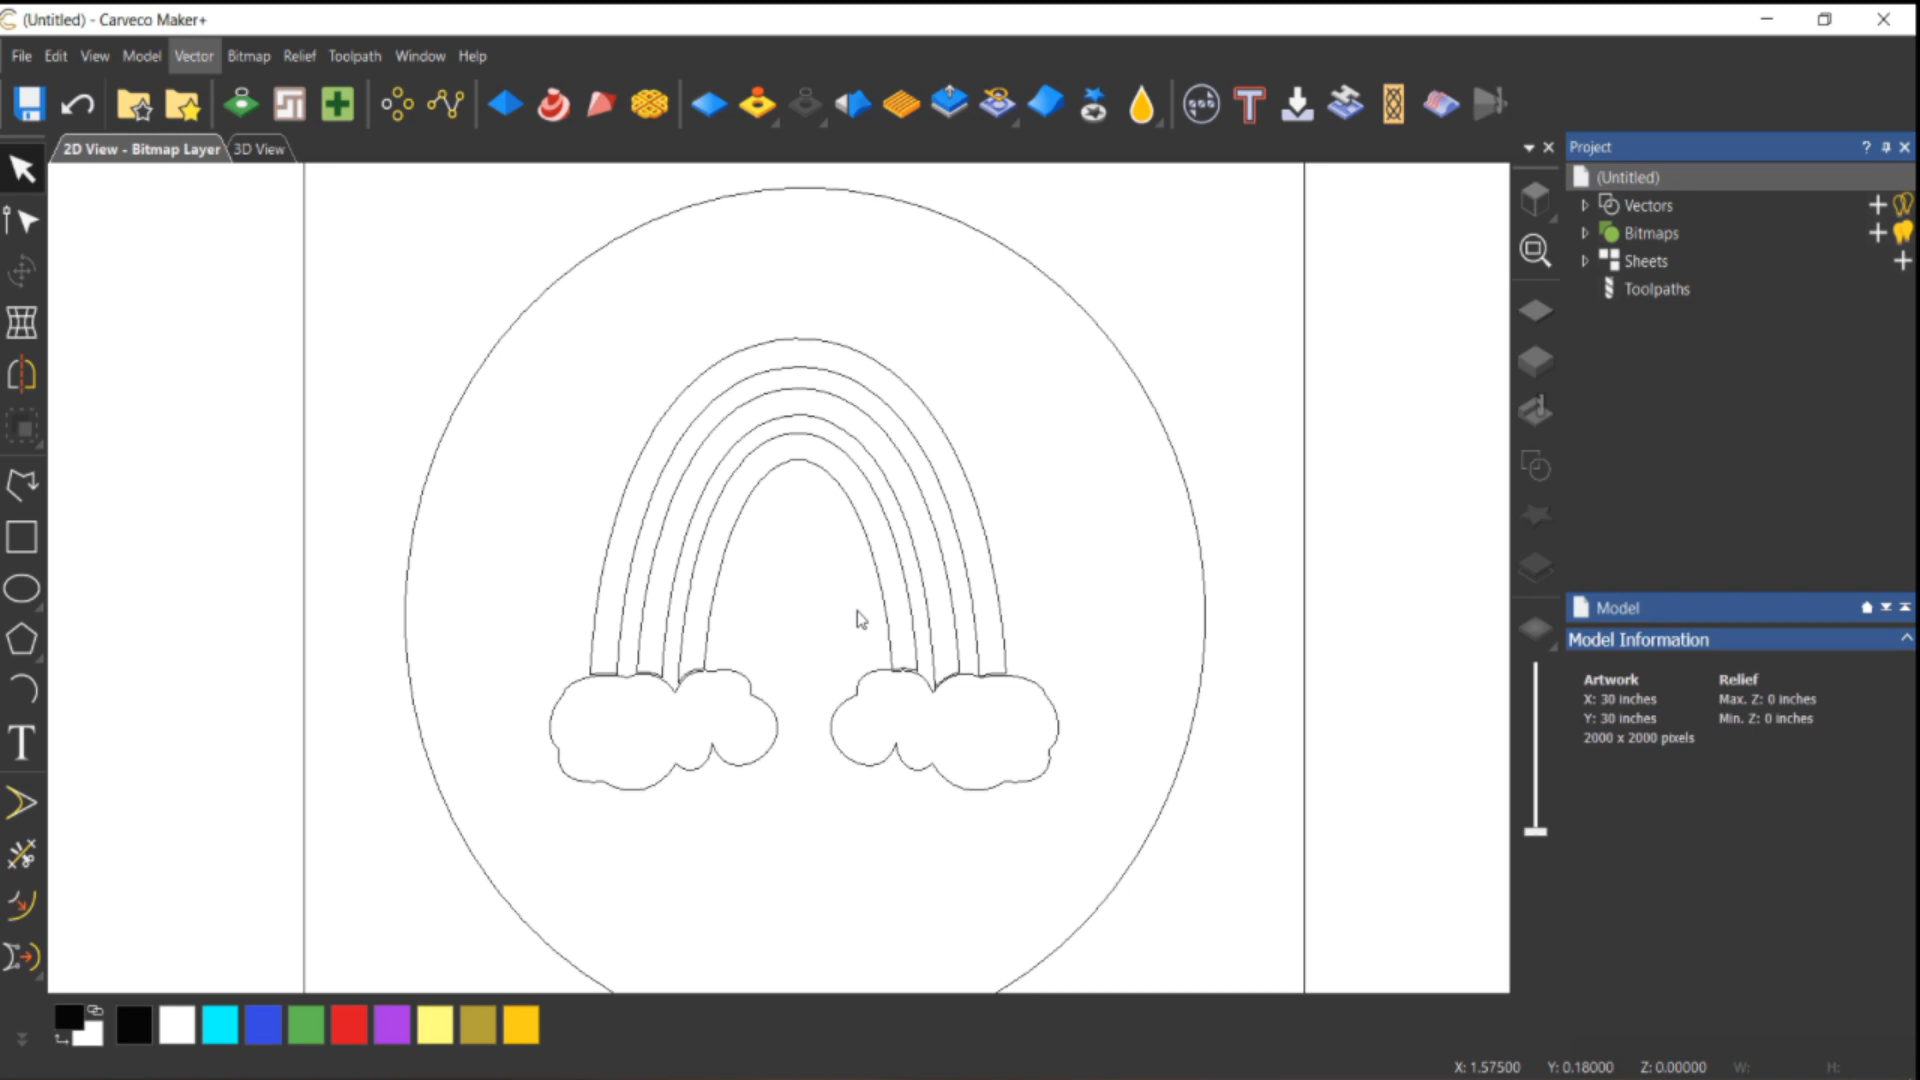 (Untitled) - Carveco Maker+
File Edit View Model Vector Bitmap Relief Toolpath Window Help
2D View - Bitmap Layer 3D View
Project
(Untitled)
Vectors
Bitmaps
Sheets
Toolpaths
Model
Model Information
Artwork Relief
X: 30 inches Max. Z: 0 inches
Y: 30 inches Min. Z: 0 inches
2000 x 2000 pixels
X: 1.57500 Y: 0.18000 Z: 0.00000 W: H: